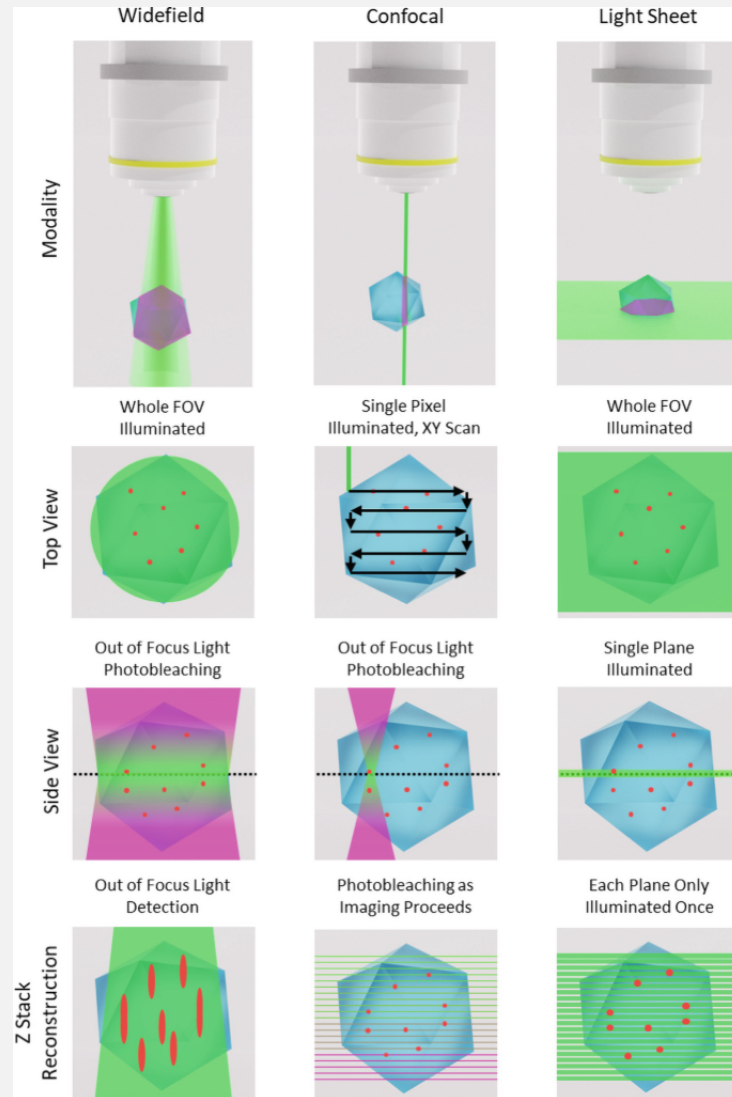 Widefield
Confocal
Light Sheet
Modality
Whole FOV
Illuminated
Single Pixel
Illuminated, XY Scan
Whole FOV
Illuminated
Top View
Out of Focus Light
Photobleaching
Out of Focus Light
Photobleaching
Single Plane
Illuminated
Side View
Out of Focus Light
Detection
Photobleaching as
Imaging Proceeds
Each Plane Only
Illuminated Once
Z Stack
Reconstruction